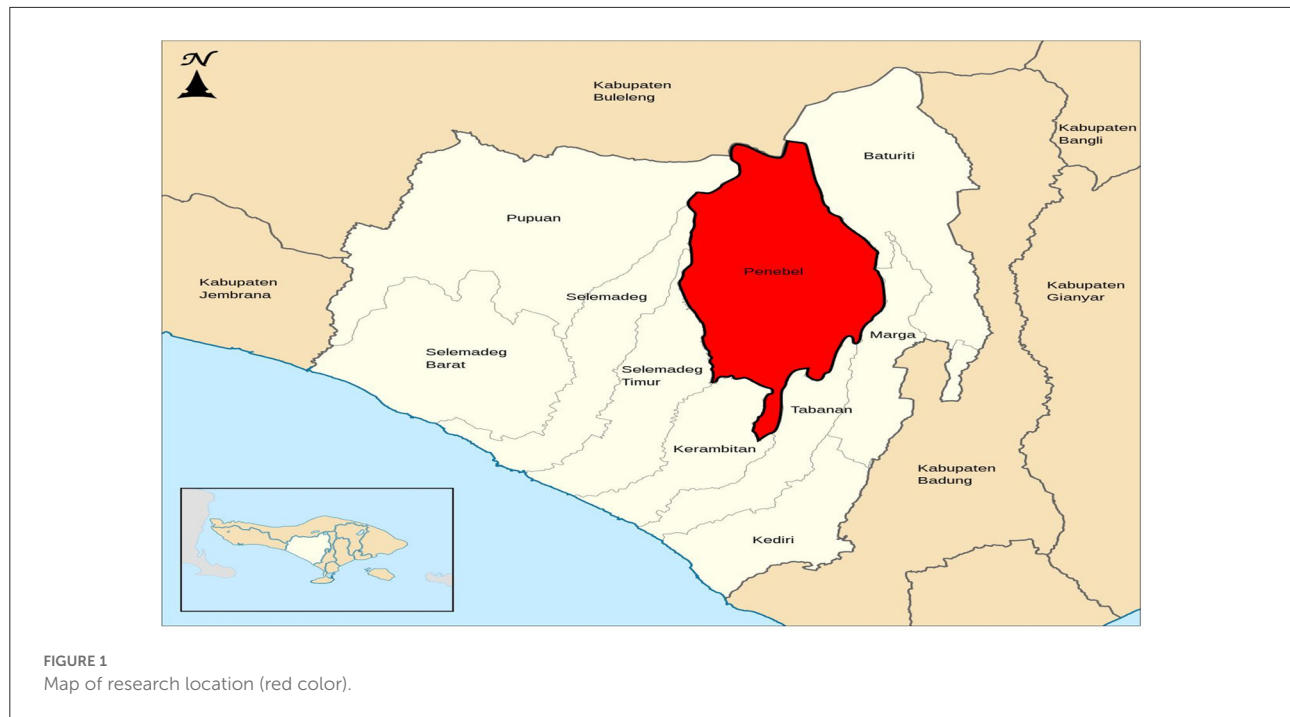 N
Kabupaten
Buleleng
Kabupaten
Bangli
Baturiti
Pupuan
Penebel
Kabupaten
Jembrana
Selemadeg
Kabupaten
Gianyar
Marga
Selemadeg
Barat
Selemadeg
Timur
Tabanan
Kerambitan
Kabupaten
Badung
Kediri
FIGURE 1
Map of research location (red color).